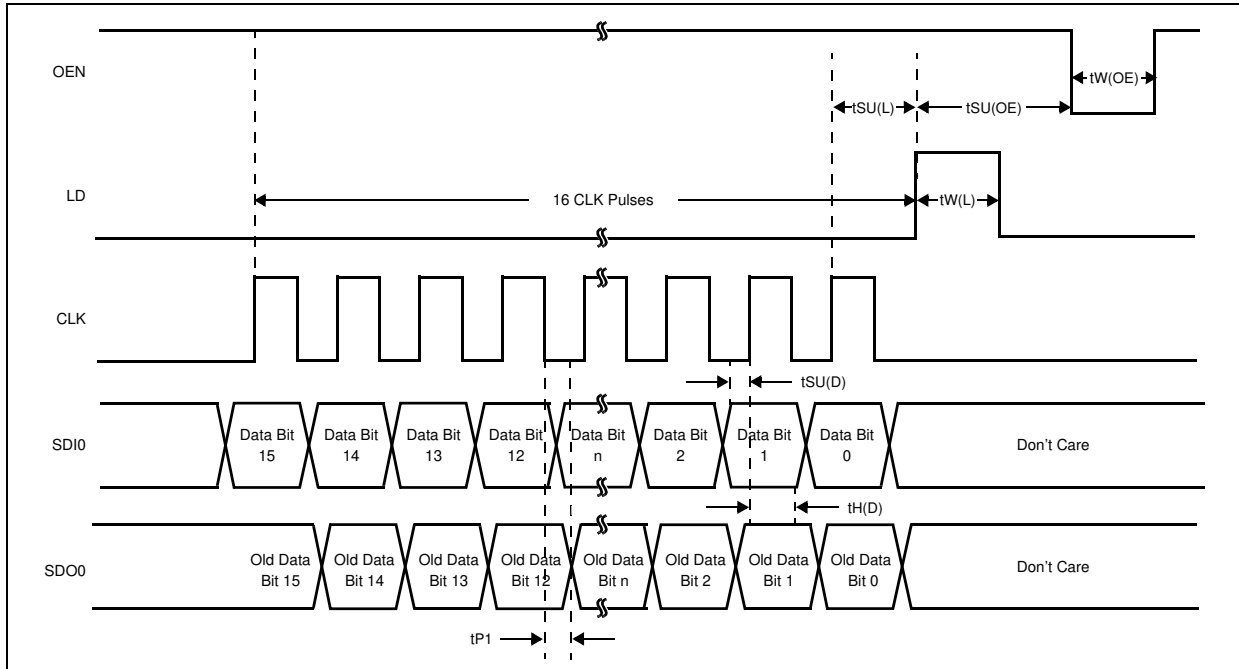 OEN
tW(OE)
tSU(L)
tSU(OE)
LD
16 CLK Pulses
tW(L)
CLK
tSU(D)
SDI0
Data Bit
15
Data Bit
14
Data Bit
13
Data Bit
12
Data Bit
n
Data Bit
2
Data Bit
1
Data Bit
0
Don't Care
tH(D)
SDO0
Old Data
Bit 15
Old Data
Bit 14
Old Data
Bit 13
Old Data
Bit 12
Old Data
Bit n
Old Data
Bit 2
Old Data
Bit 1
Old Data
Bit 0
Don't Care
tP1